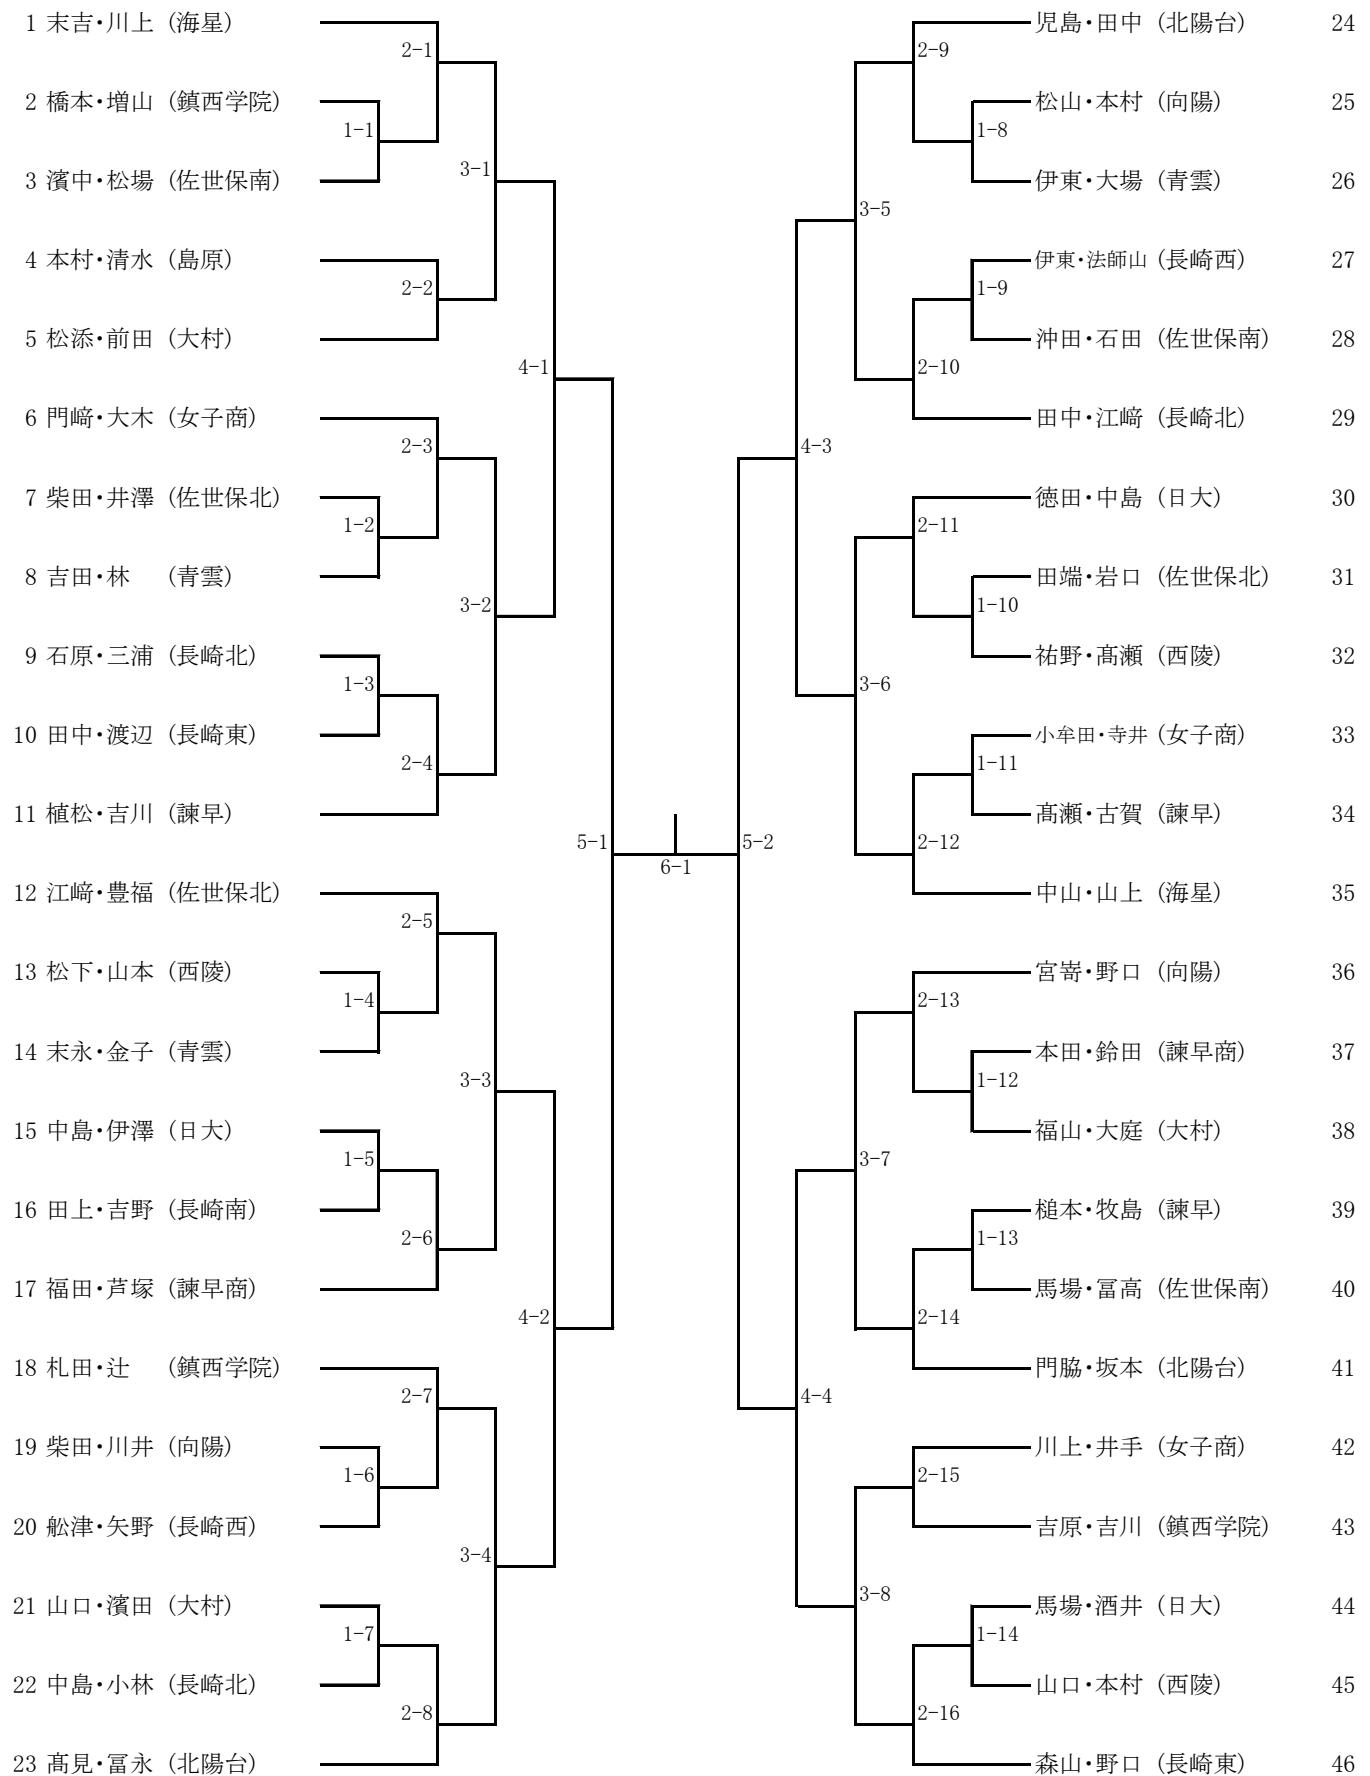 1 末吉・川上 (海星)
2-1
2 橋本・増山 (鎮西学院)
1-1
3 濱中・松場 (佐世保南)
3-1
4 本村・清水 (島原)
2-2
5 松添・前田 (大村)
4-1
6 門﨑・大木 (女子商)
2-3
7 柴田・井澤 (佐世保北)
1-2
8 吉田・林 (青雲)
3-2
9 石原・三浦 (長崎北)
1-3
10 田中・渡辺 (長崎東)
2-4
11 植松・吉川 (諫早)
5-1
12 江﨑・豊福 (佐世保北)
2-5
13 松下・山本 (西陵)
1-4
14 末永・金子 (青雲)
3-3
15 中島・伊澤 (日大)
1-5
16 田上・吉野 (長崎南)
2-6
17 福田・芦塚 (諫早商)
4-2
18 札田・辻 (鎮西学院)
2-7
19 柴田・川井 (向陽)
1-6
20 舩津・矢野 (長崎西)
3-4
21 山口・濱田 (大村)
1-7
22 中島・小林 (長崎北)
2-8
23 髙見・冨永 (北陽台)
6-1
児島・田中 (北陽台) 24
2-9
松山・本村 (向陽) 25
1-8
伊東・大場 (青雲) 26
3-5
伊東・法師山 (長崎西) 27
1-9
沖田・石田 (佐世保南) 28
2-10
田中・江﨑 (長崎北) 29
4-3
徳田・中島 (日大) 30
2-11
田端・岩口 (佐世保北) 31
1-10
祐野・髙瀬 (西陵) 32
3-6
小牟田・寺井 (女子商) 33
1-11
髙瀬・古賀 (諫早) 34
5-2
2-12
中山・山上 (海星) 35
宮嵜・野口 (向陽) 36
2-13
本田・鈴田 (諫早商) 37
1-12
福山・大庭 (大村) 38
3-7
槌本・牧島 (諫早) 39
1-13
馬場・冨高 (佐世保南) 40
2-14
門脇・坂本 (北陽台) 41
4-4
川上・井手 (女子商) 42
2-15
吉原・吉川 (鎮西学院) 43
3-8
馬場・酒井 (日大) 44
1-14
山口・本村 (西陵) 45
2-16
森山・野口 (長崎東) 46